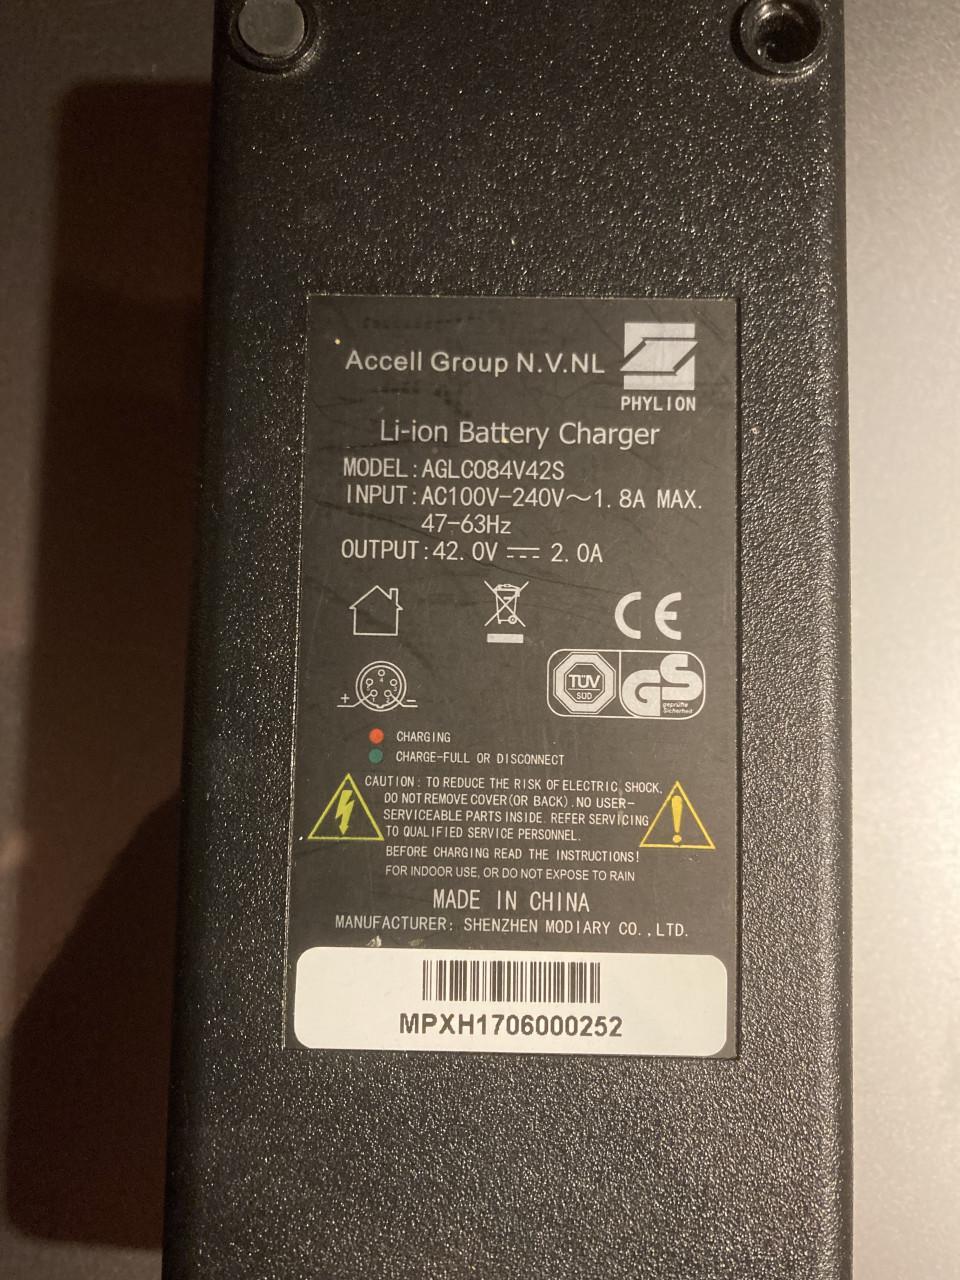 Accell Group N.V.NL
PHYLION
Li-ion Battery Charger
MODEL:AGLC084V42S
INPUT:AC100V-240V～1.8A MAX.
47-63Hz
OUTPUT:42.0V ⎓ 2.0A
CE
+ −
TÜV
SÜD
GS
geprüfte
Sicherheit
CHARGING
CHARGE-FULL OR DISCONNECT
CAUTION: TO REDUCE THE RISK OF ELECTRIC SHOCK,
DO NOT REMOVE COVER(OR BACK).NO USER-
SERVICEABLE PARTS INSIDE. REFER SERVICING
TO QUALIFIED SERVICE PERSONNEL.
BEFORE CHARGING READ THE INSTRUCTIONS!
FOR INDOOR USE, OR DO NOT EXPOSE TO RAIN
MADE IN CHINA
MANUFACTURER: SHENZHEN MODIARY CO.,LTD.
MPXH1706000252